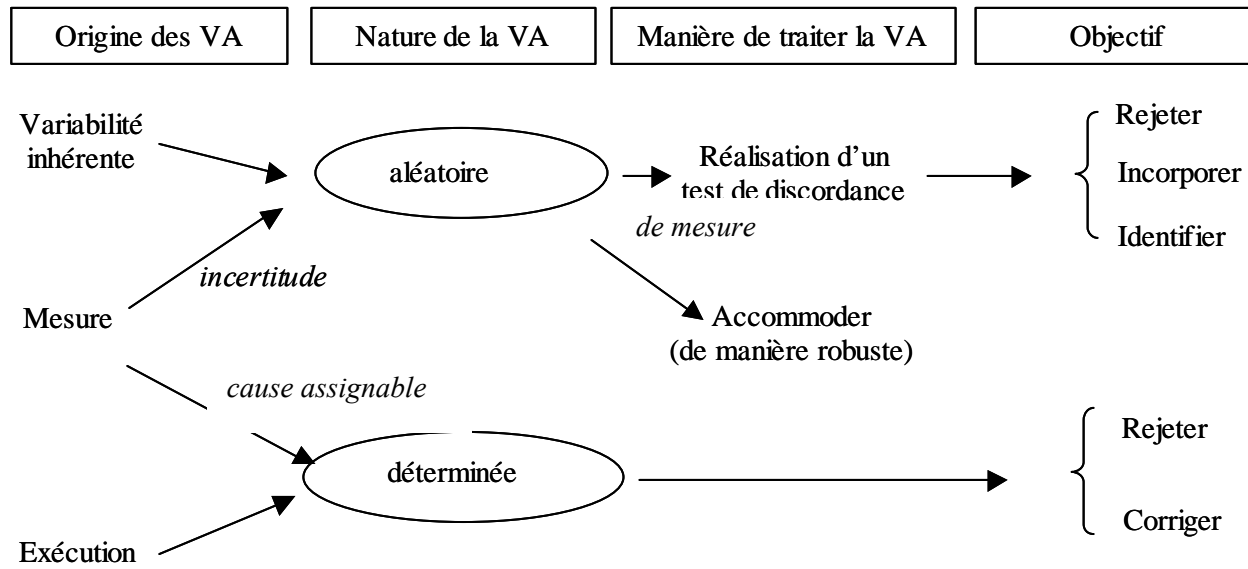 Origine des VA
Nature de la VA
Manière de traiter la VA
Objectif
Variabilité
inhérente
aléatoire
Réalisation d'un
test de discordance
de mesure
Rejeter
Incorporer
Identifier
incertitude
Mesure
Accommoder
(de manière robuste)
cause assignable
déterminée
Rejeter
Corriger
Exécution